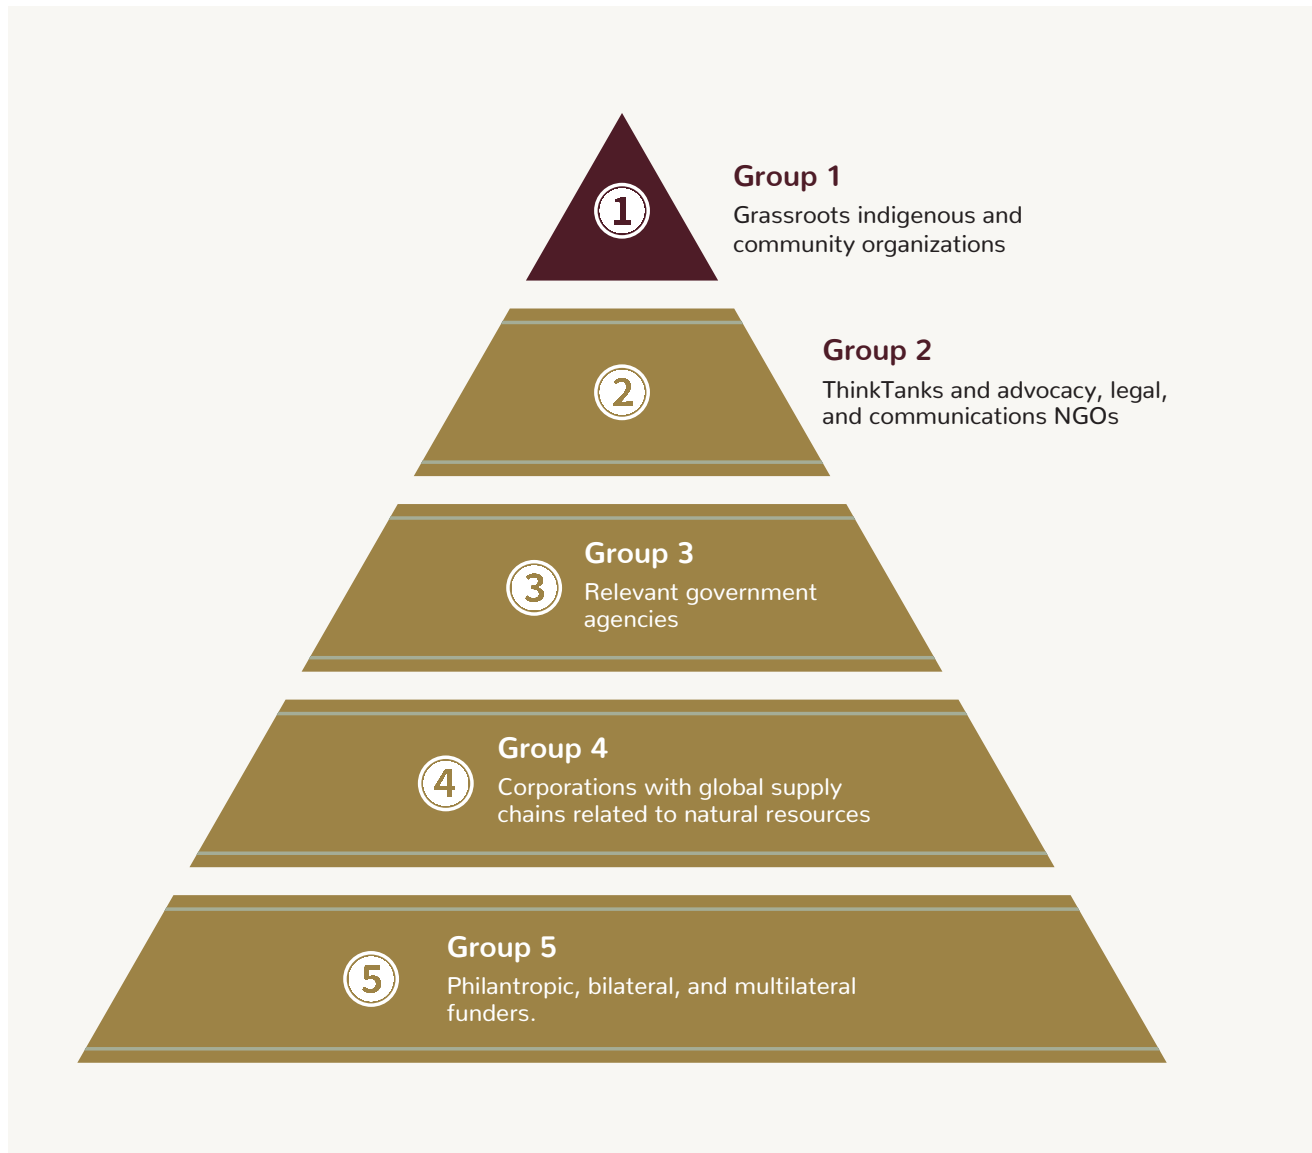 1
Group 1
Grassroots indigenous and
community organizations
2
Group 2
ThinkTanks and advocacy, legal,
and communications NGOs
3
Group 3
Relevant government
agencies
4
Group 4
Corporations with global supply
chains related to natural resources
5
Group 5
Philantropic, bilateral, and multilateral
funders.